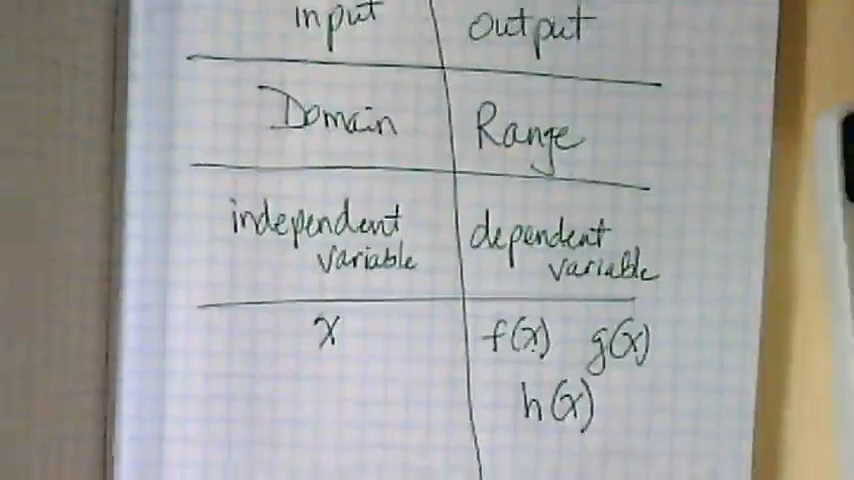 input output
Domain Range
independent variable dependent variable
x f(x) g(x)
h(x)